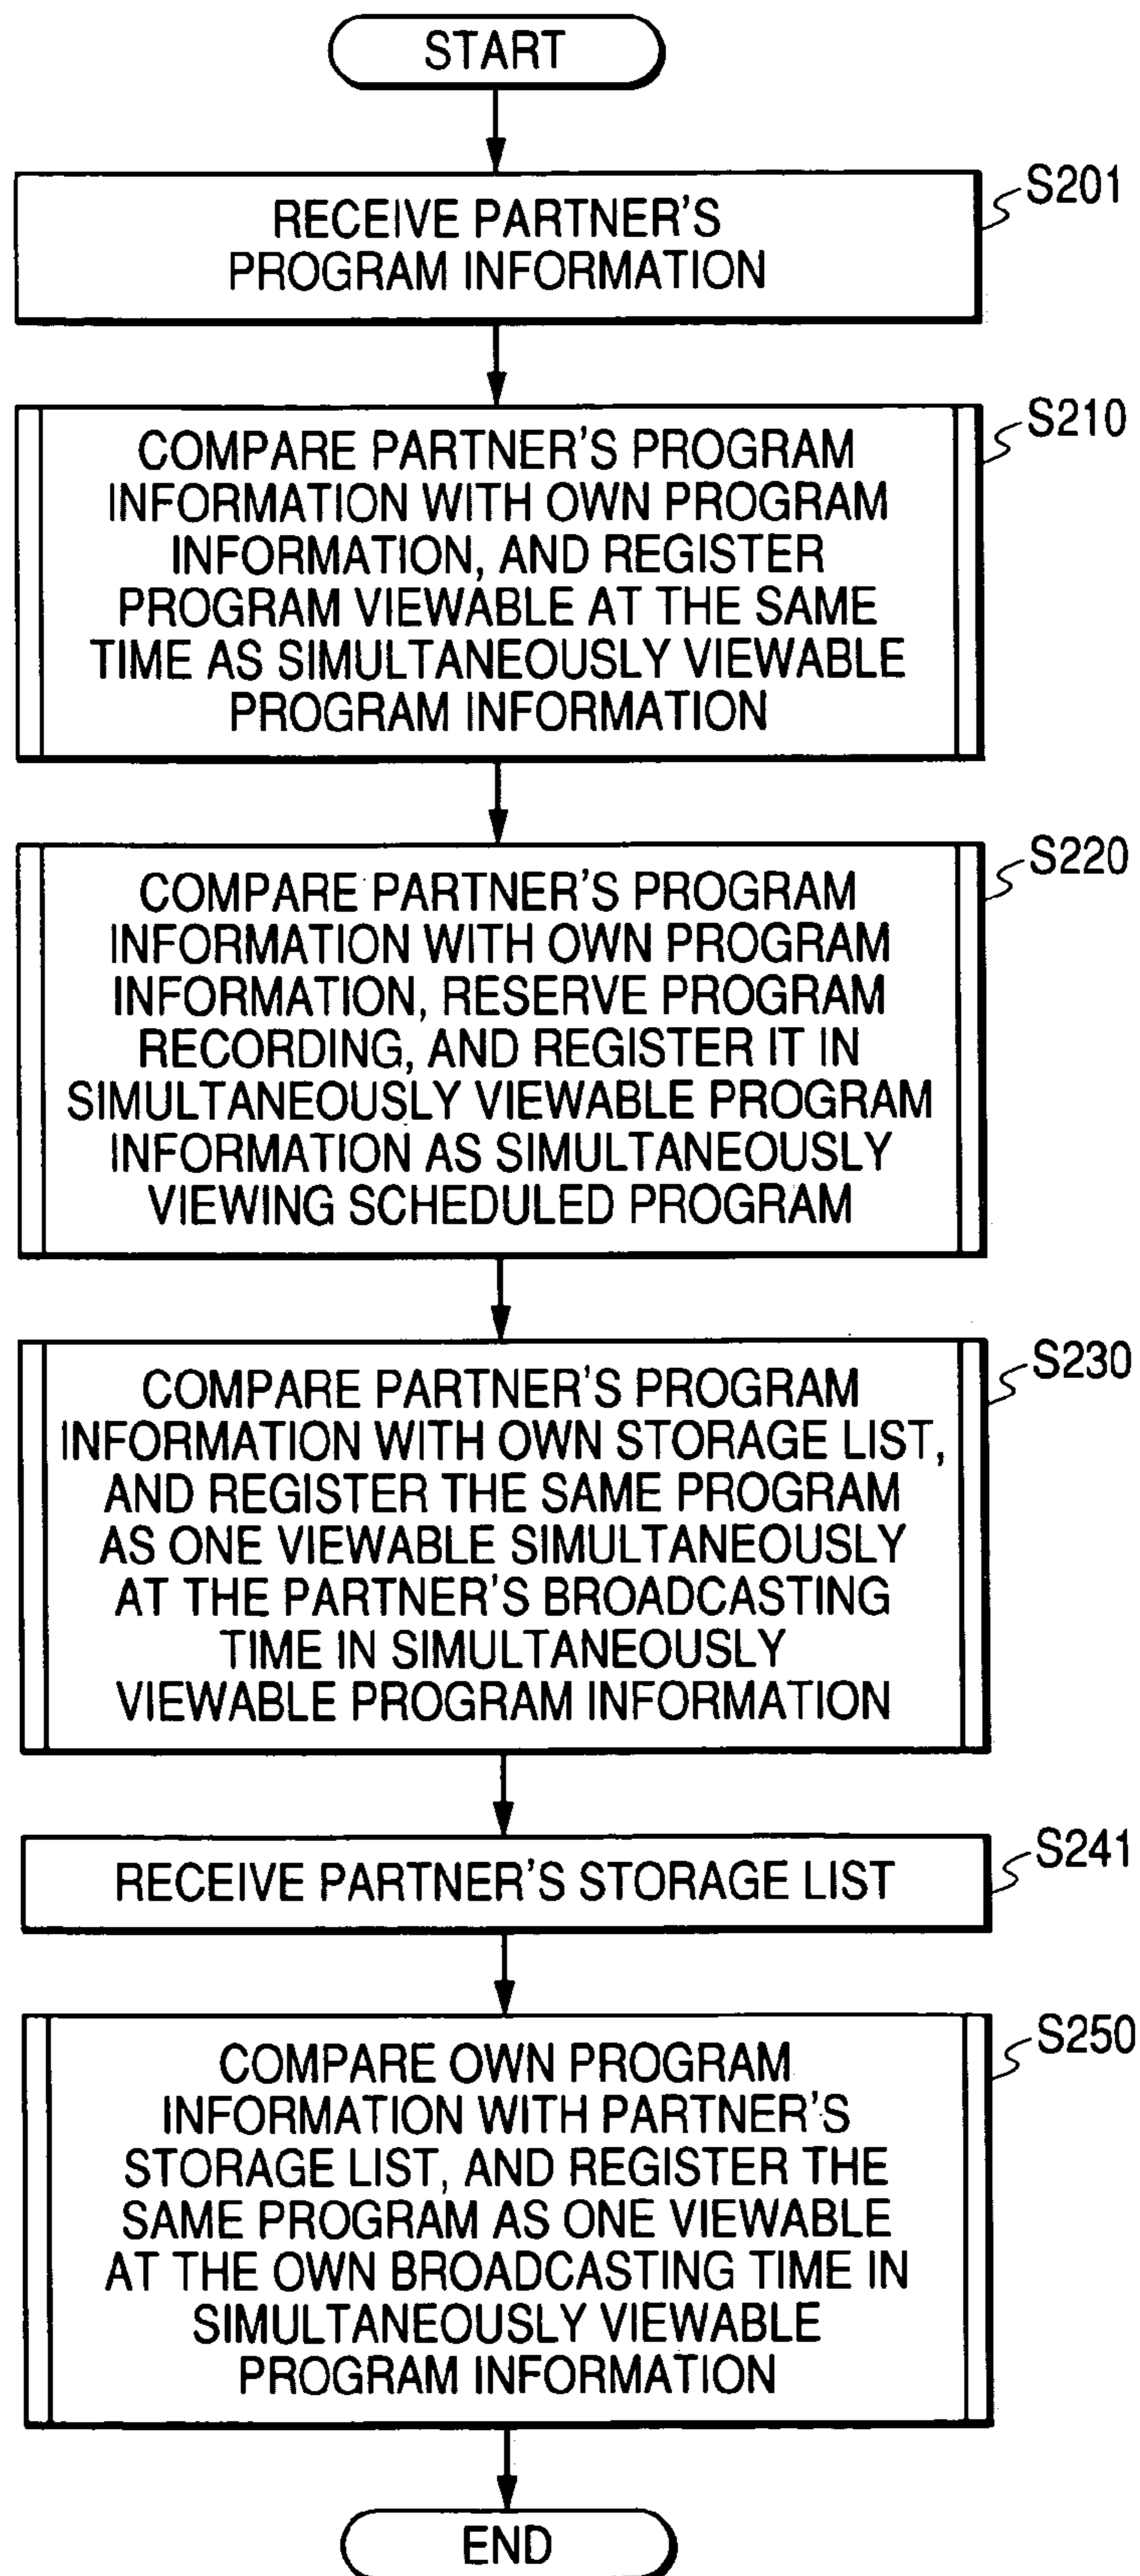 START
S201
RECEIVE PARTNER'S
PROGRAM INFORMATION
S210
COMPARE PARTNER'S PROGRAM
INFORMATION WITH OWN PROGRAM
INFORMATION, AND REGISTER
PROGRAM VIEWABLE AT THE SAME
TIME AS SIMULTANEOUSLY VIEWABLE
PROGRAM INFORMATION
S220
COMPARE PARTNER'S PROGRAM
INFORMATION WITH OWN PROGRAM
INFORMATION, RESERVE PROGRAM
RECORDING, AND REGISTER IT IN
SIMULTANEOUSLY VIEWABLE PROGRAM
INFORMATION AS SIMULTANEOUSLY
VIEWING SCHEDULED PROGRAM
S230
COMPARE PARTNER'S PROGRAM
INFORMATION WITH OWN STORAGE LIST,
AND REGISTER THE SAME PROGRAM
AS ONE VIEWABLE SIMULTANEOUSLY
AT THE PARTNER'S BROADCASTING
TIME IN SIMULTANEOUSLY
VIEWABLE PROGRAM INFORMATION
S241
RECEIVE PARTNER'S STORAGE LIST
S250
COMPARE OWN PROGRAM
INFORMATION WITH PARTNER'S
STORAGE LIST, AND REGISTER THE
SAME PROGRAM AS ONE VIEWABLE
AT THE OWN BROADCASTING TIME IN
SIMULTANEOUSLY VIEWABLE
PROGRAM INFORMATION
END